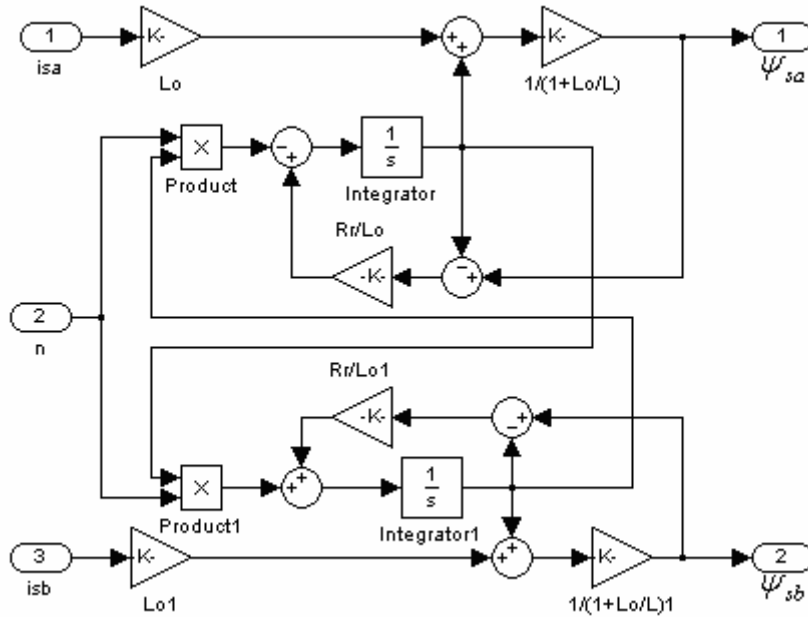 1
isa
K-
Lo
+
+
K-
1/(1+Lo/L)
1
Ψsa
×
Product
-
+
1
s
Integrator
Rr/Lo
-K-
-
+
2
n
Rr/Lo1
-K-
-
+
×
Product1
+
+
1
s
Integrator1
3
isb
K-
Lo1
+
+
K-
1/(1+Lo/L)1
2
Ψsb